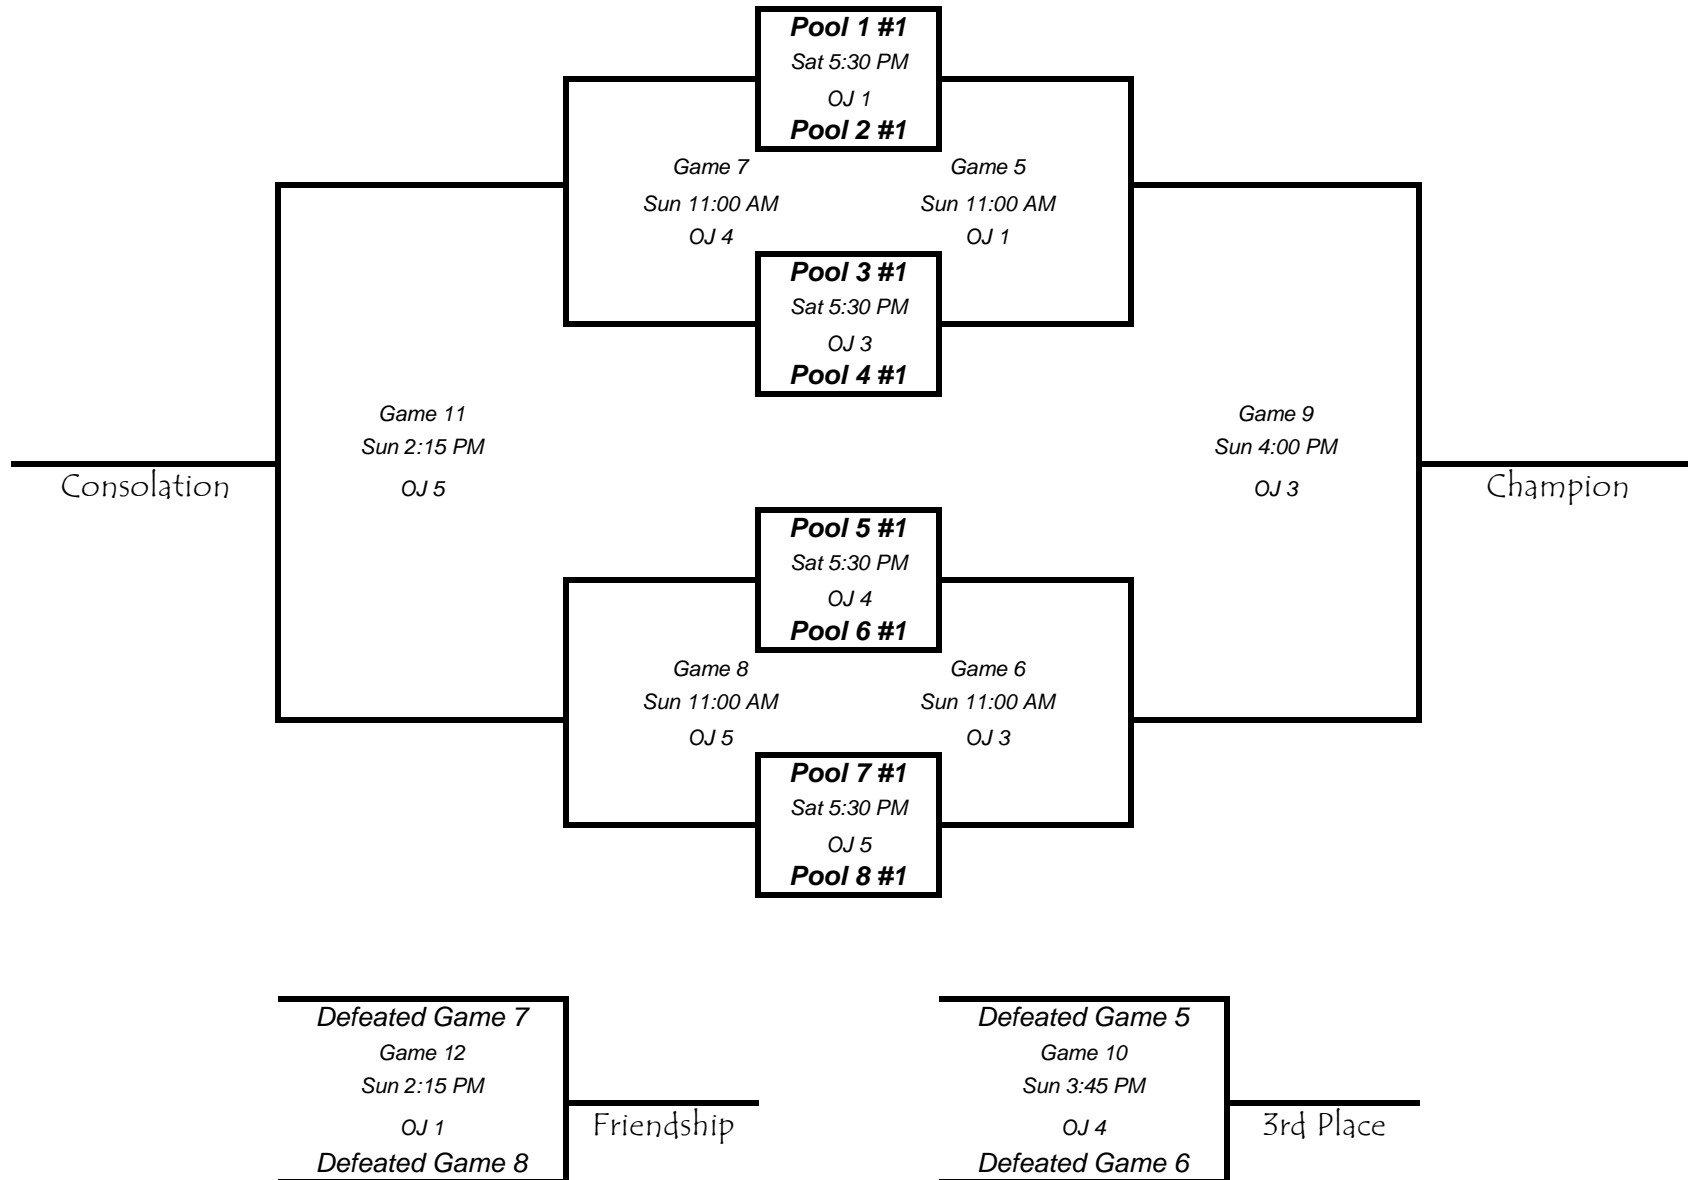 Pool 1 #1
Sat 5:30 PM
OJ 1
Pool 2 #1
Game 7
Sun 11:00 AM
OJ 4
Game 5
Sun 11:00 AM
OJ 1
Pool 3 #1
Sat 5:30 PM
OJ 3
Pool 4 #1
Game 11
Sun 2:15 PM
OJ 5
Consolation
Game 9
Sun 4:00 PM
OJ 3
Champion
Pool 5 #1
Sat 5:30 PM
OJ 4
Pool 6 #1
Game 8
Sun 11:00 AM
OJ 5
Game 6
Sun 11:00 AM
OJ 3
Pool 7 #1
Sat 5:30 PM
OJ 5
Pool 8 #1
Defeated Game 7
Game 12
Sun 2:15 PM
OJ 1
Defeated Game 8
Friendship
Defeated Game 5
Game 10
Sun 3:45 PM
OJ 4
Defeated Game 6
3rd Place